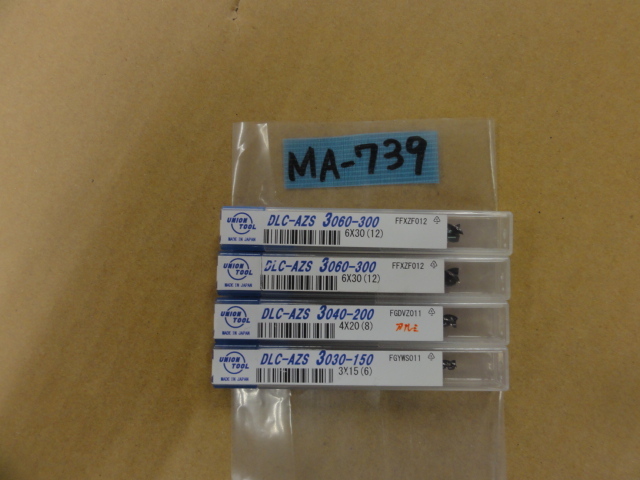 MA-739
UNION TOOL MADE IN JAPAN DLC-AZS 3060-300 6X30(12) FFXZF012
UNION TOOL MADE IN JAPAN DLC-AZS 3060-300 6X30(12) FFXZF012
UNION TOOL MADE IN JAPAN DLC-AZS 3040-200 4X20(8) FGDVZ011
UNION TOOL MADE IN JAPAN DLC-AZS 3030-150 3X15(6) FGYWS011